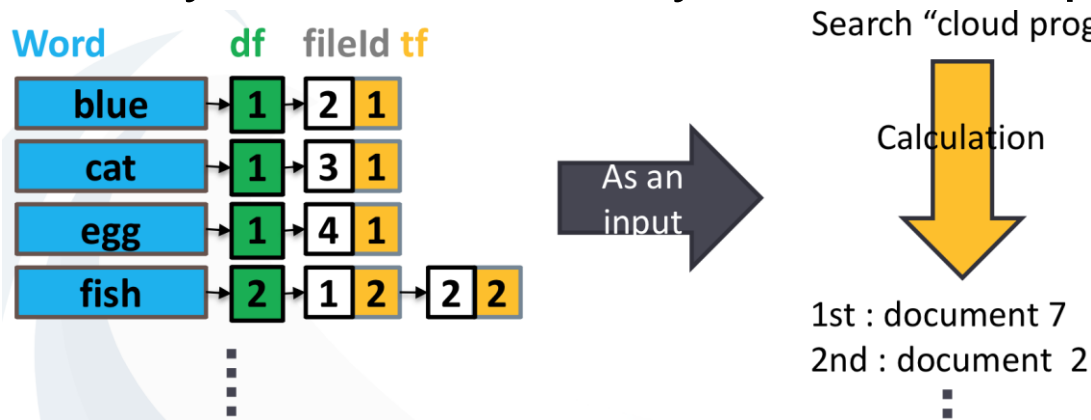 Word df fileId tf
blue 1 2 1
cat 1 3 1
egg 1 4 1
fish 2 1 2 2 2
As an
input
Search "cloud
Calculation
1st : document 7
2nd : document 2